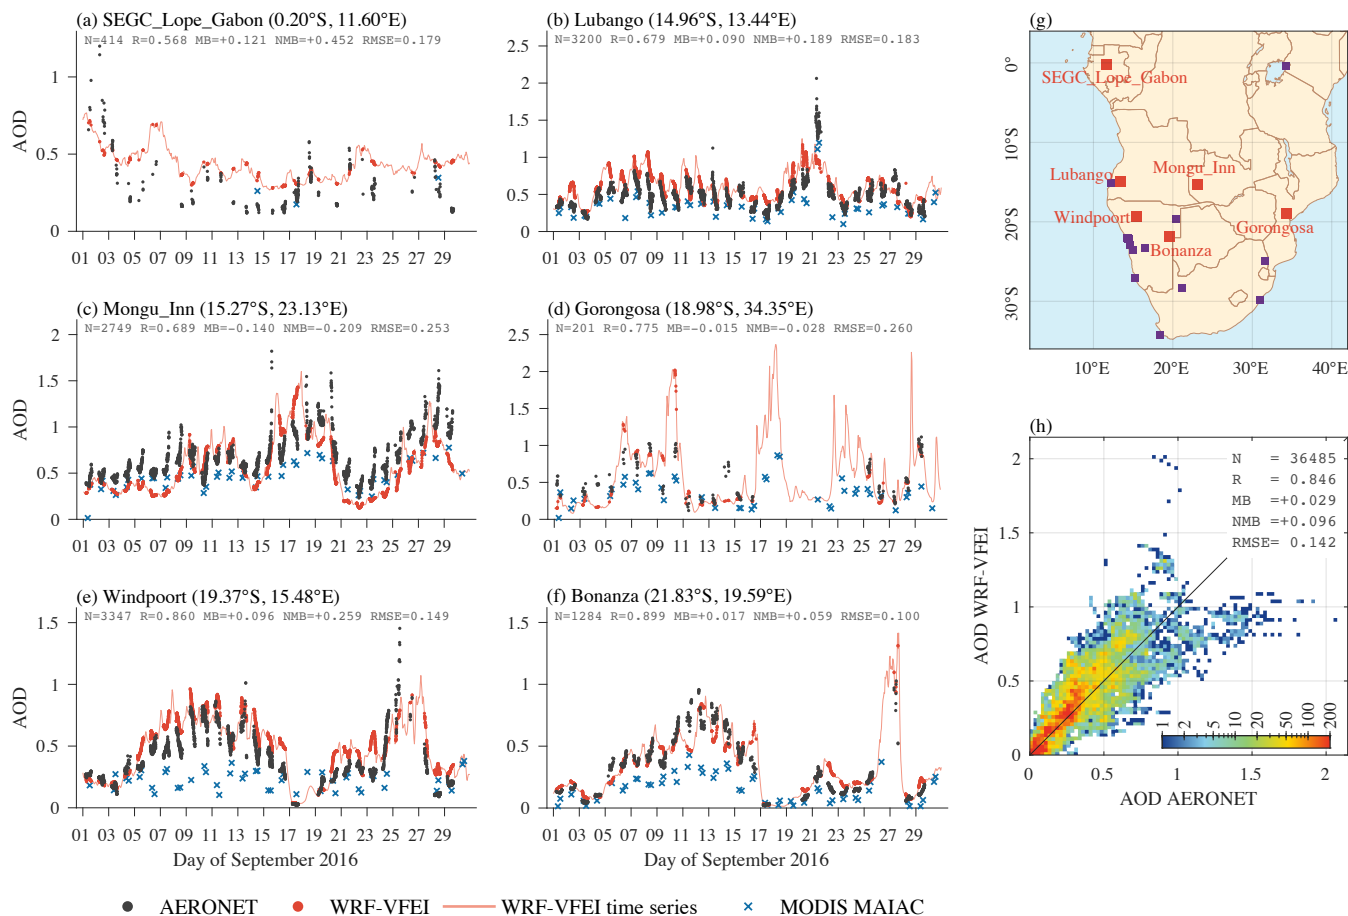 (a) SEGC_Lope_Gabon (0.20°S, 11.60°E)
N=414 R=0.568 MB=+0.121 NMB=+0.452 RMSE=0.179
AOD
1
0.5
0
01 03 05 07 09 11 13 15 17 19 21 23 25 27 29
(b) Lubango (14.96°S, 13.44°E)
N=3200 R=0.679 MB=+0.090 NMB=+0.189 RMSE=0.183
2.5
2
1.5
1
0.5
0
01 03 05 07 09 11 13 15 17 19 21 23 25 27 29
(c) Mongu_Inn (15.27°S, 23.13°E)
N=2749 R=0.689 MB=−0.140 NMB=−0.209 RMSE=0.253
AOD
2
1.5
1
0.5
0
01 03 05 07 09 11 13 15 17 19 21 23 25 27 29
(d) Gorongosa (18.98°S, 34.35°E)
N=201 R=0.775 MB=−0.015 NMB=−0.028 RMSE=0.260
2.5
2
1.5
1
0.5
0
01 03 05 07 09 11 13 15 17 19 21 23 25 27 29
(e) Windpoort (19.37°S, 15.48°E)
N=3347 R=0.860 MB=+0.096 NMB=+0.259 RMSE=0.149
AOD
1.5
1
0.5
0
01 03 05 07 09 11 13 15 17 19 21 23 25 27 29
Day of September 2016
(f) Bonanza (21.83°S, 19.59°E)
N=1284 R=0.899 MB=+0.017 NMB=+0.059 RMSE=0.100
1.5
1
0.5
0
01 03 05 07 09 11 13 15 17 19 21 23 25 27 29
Day of September 2016
(g)
0°
10°S
20°S
30°S
SEGC_Lope_Gabon
Lubango
Mongu_Inn
Windpoort
Gorongosa
Bonanza
10°E 20°E 30°E 40°E
(h)
N = 36485
R = 0.846
MB =+0.029
NMB =+0.096
RMSE= 0.142
AOD WRF-VFEI
2
1.5
1
0.5
0
1 2 5 10 20 50 100 200
0 0.5 1 1.5 2
AOD AERONET
AERONET WRF-VFEI WRF-VFEI time series MODIS MAIAC